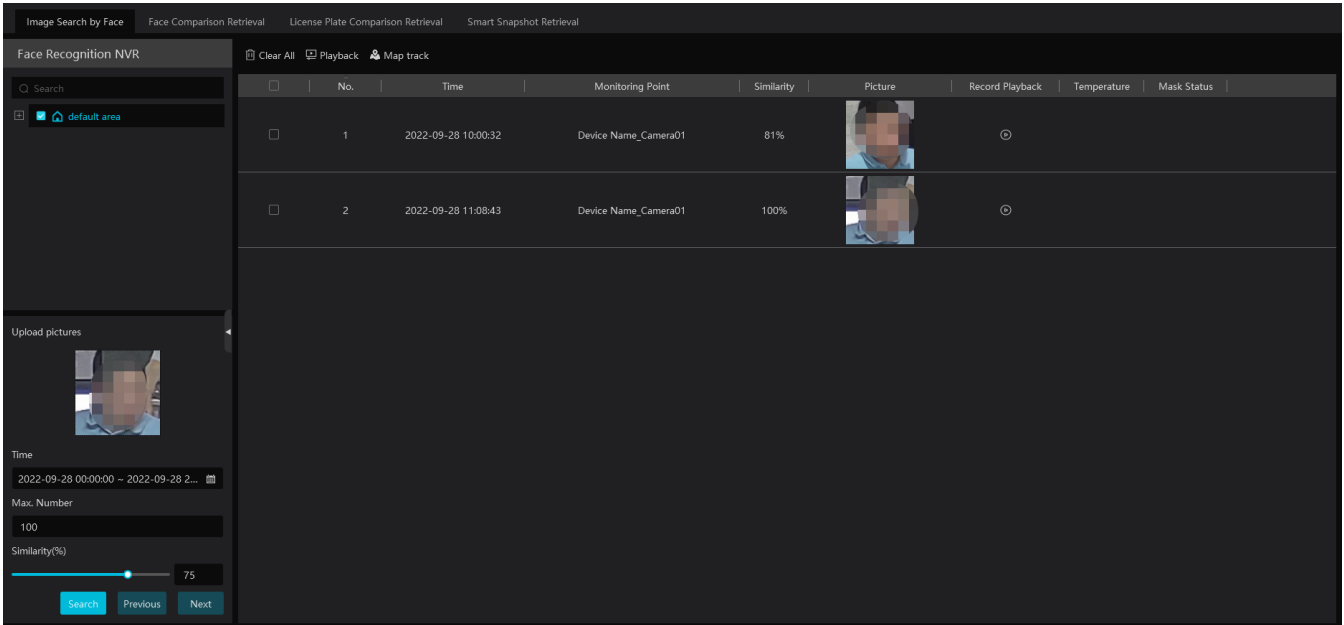 Image Search by Face Face Comparison Retrieval License Plate Comparison Retrieval Smart Snapshot Retrieval
Face Recognition NVR
Search
default area
Upload pictures
Time
2022-09-28 00:00:00 ~ 2022-09-28 2...
Max. Number
100
Similarity(%)
75
Search Previous Next
Clear All Playback Map track
No. Time Monitoring Point Similarity Picture Record Playback Temperature Mask Status
1 2022-09-28 10:00:32 Device Name_Camera01 81%
2 2022-09-28 11:08:43 Device Name_Camera01 100%